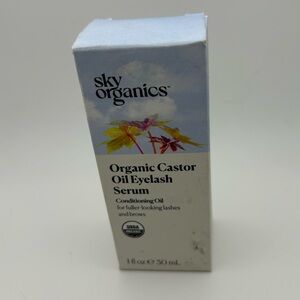 sky
organics™
Organic Castor
Oil Eyelash
Serum
Conditioning Oil
for fuller-looking lashes
and brows
USDA
ORGANIC
1 fl oz ℮ 30 mL